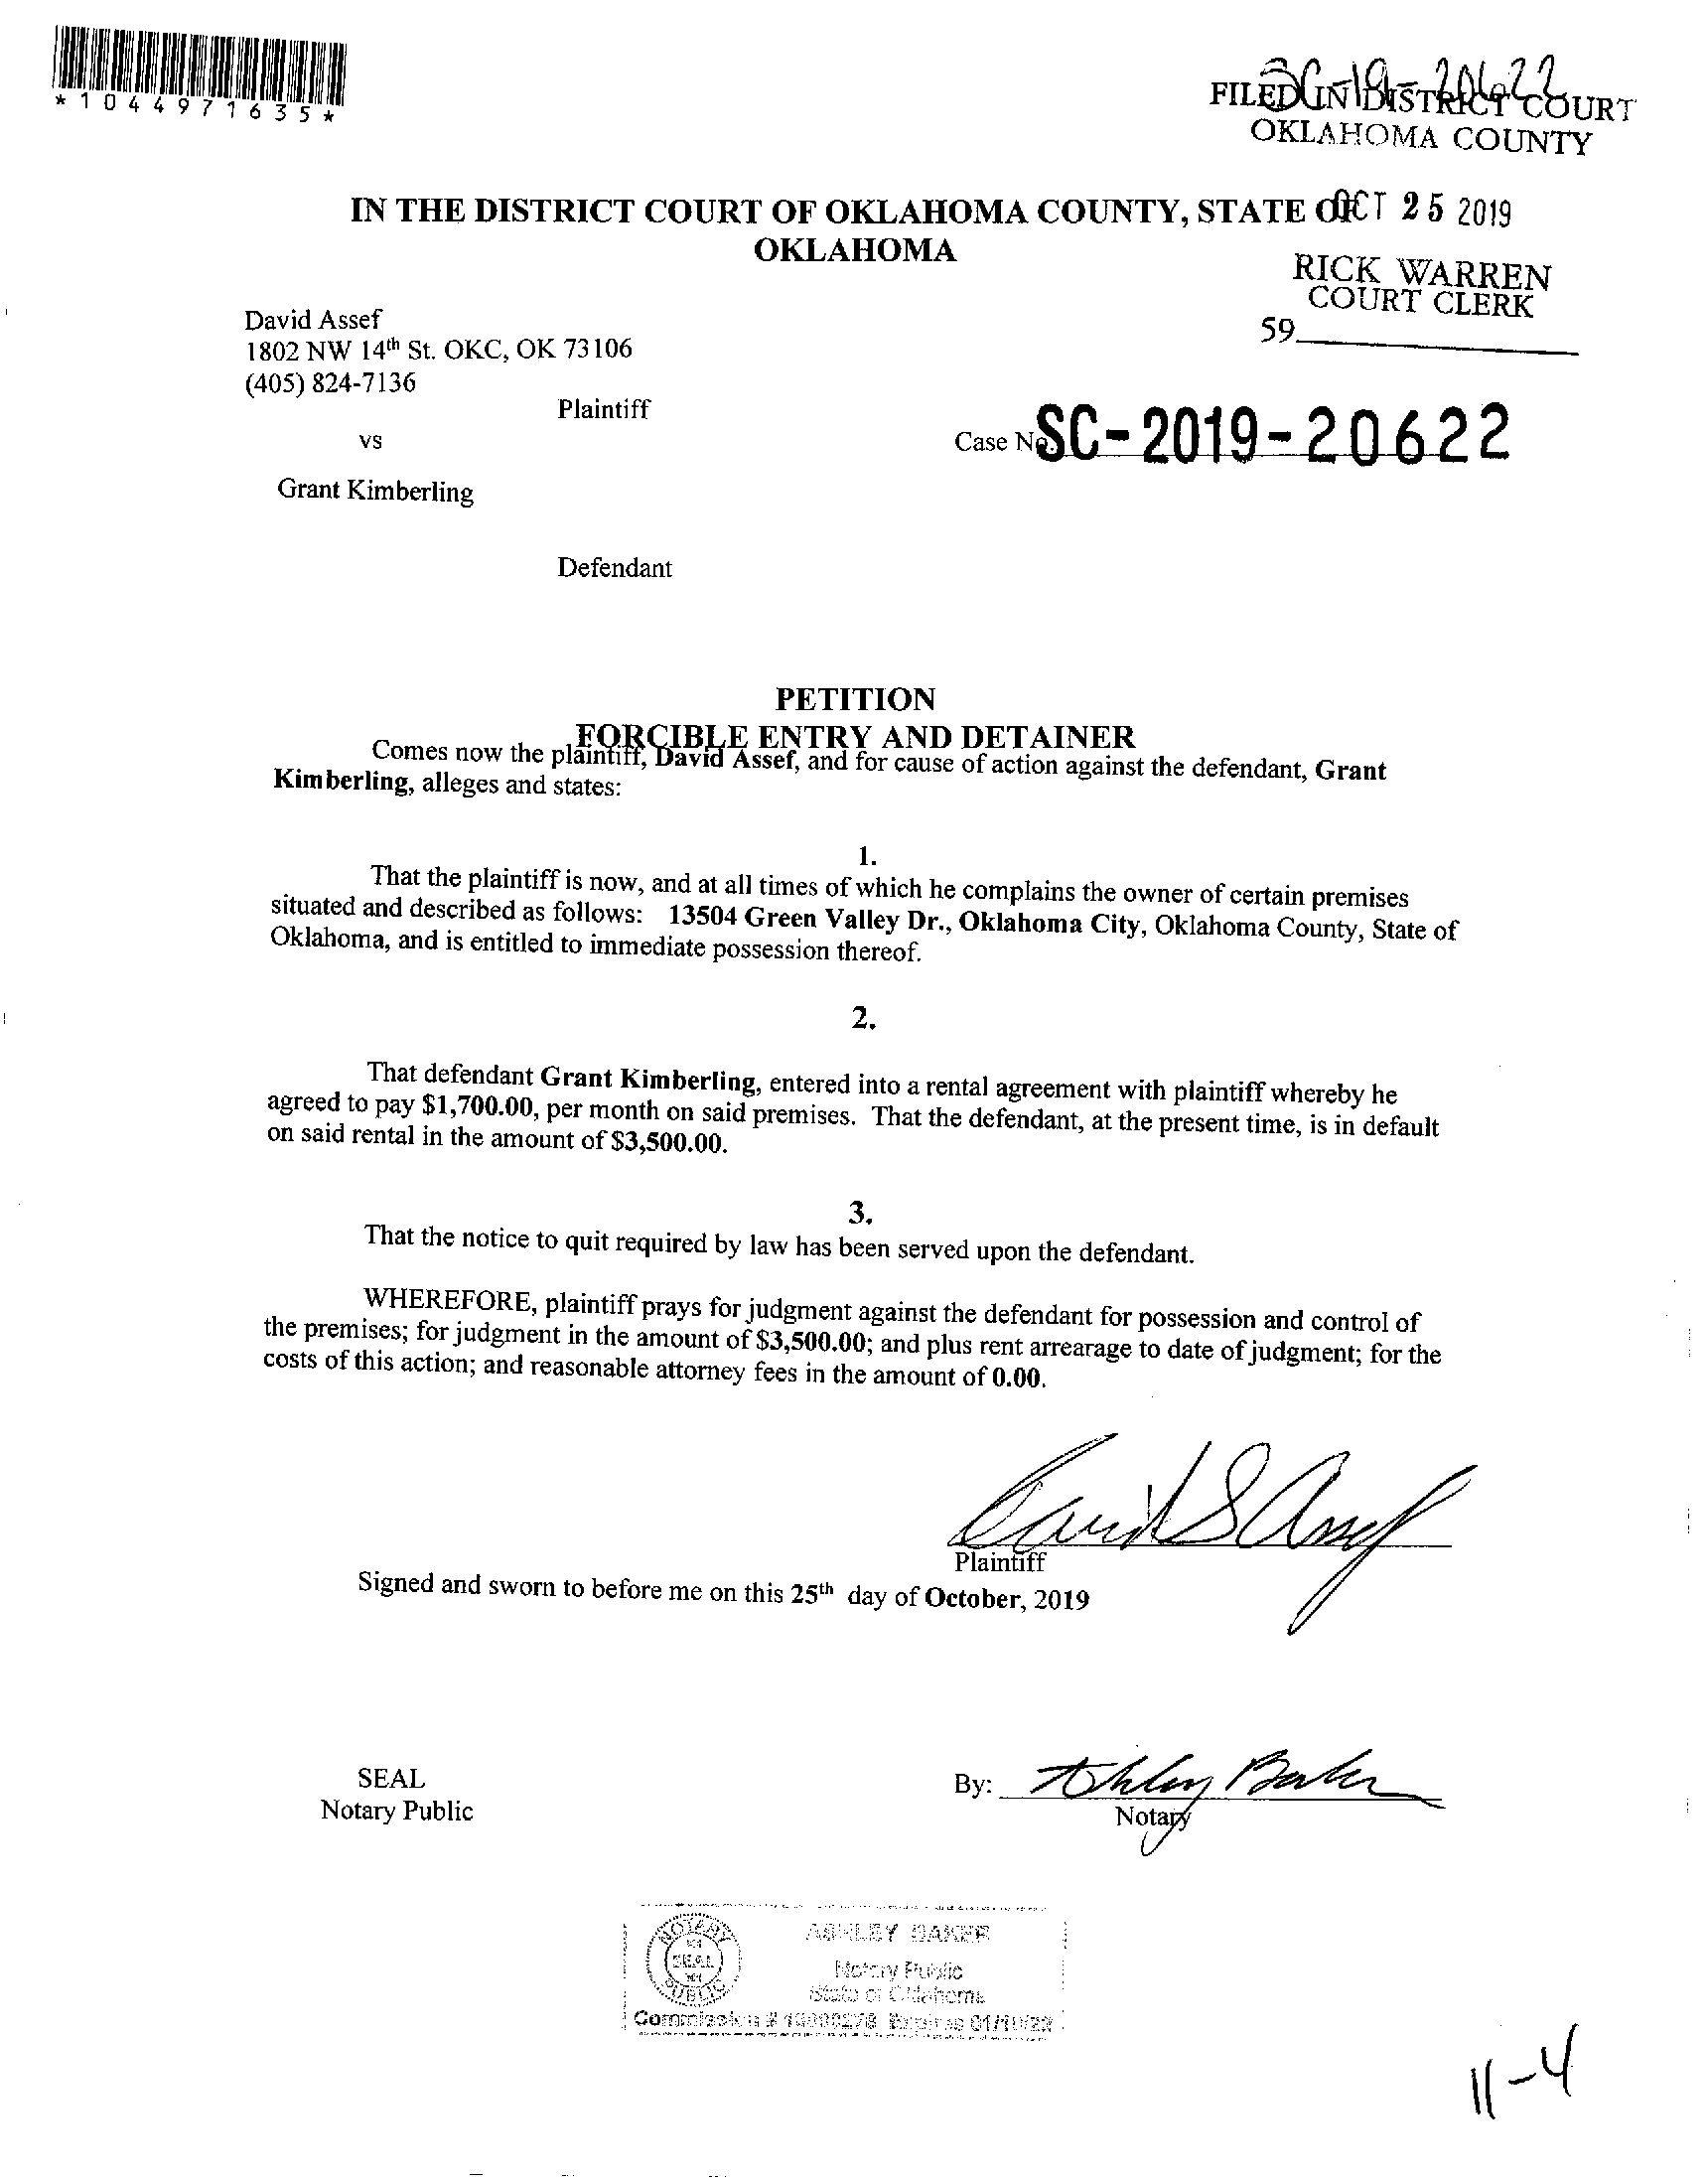 *1044971635*
SC-19-20622
FILED IN DISTRICT COURT
OKLAHOMA COUNTY
IN THE DISTRICT COURT OF OKLAHOMA COUNTY, STATE OF
OCT 25 2019
OKLAHOMA
RICK WARREN
COURT CLERK
59
David Assef
1802 NW 14th St. OKC, OK 73106
(405) 824-7136
Plaintiff
vs
Case No. SC-2019-20622
Grant Kimberling
Defendant
PETITION
FORCIBLE ENTRY AND DETAINER
Comes now the plaintiff, David Assef, and for cause of action against the defendant, Grant
Kimberling, alleges and states:
1.
That the plaintiff is now, and at all times of which he complains the owner of certain premises
situated and described as follows: 13504 Green Valley Dr., Oklahoma City, Oklahoma County, State of
Oklahoma, and is entitled to immediate possession thereof.
2.
That defendant Grant Kimberling, entered into a rental agreement with plaintiff whereby he
agreed to pay $1,700.00, per month on said premises. That the defendant, at the present time, is in default
on said rental in the amount of $3,500.00.
3.
That the notice to quit required by law has been served upon the defendant.
WHEREFORE, plaintiff prays for judgment against the defendant for possession and control of
the premises; for judgment in the amount of $3,500.00; and plus rent arrearage to date of judgment; for the
costs of this action; and reasonable attorney fees in the amount of 0.00.
David S Assef
Plaintiff
Signed and sworn to before me on this 25th day of October, 2019
SEAL
Notary Public
By: Ashley Baker
Notary
NOTARY
SEAL
PUBLIC
ASHLEY BAKER
Notary Public
State of Oklahoma
Commission # Expires
11-4